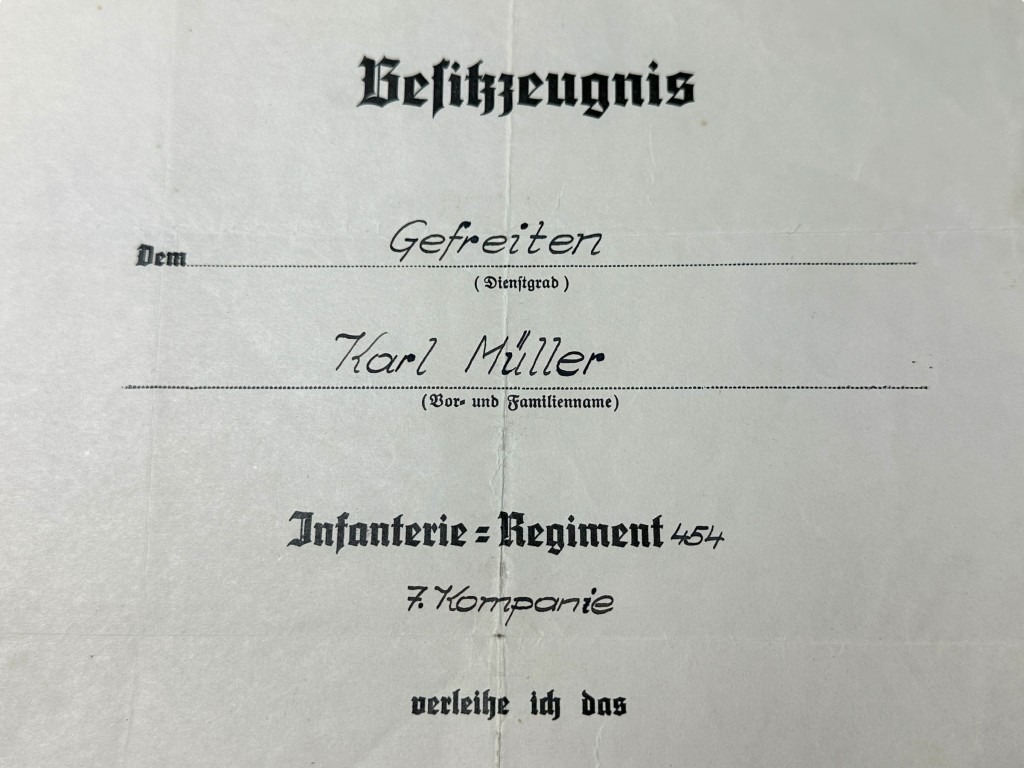 Besitzzeugnis
Dem Gefreiten
(Dienstgrad)
Karl Müller
(Vor- und Familienname)
Infanterie-Regiment 454
7. Kompanie
verleihe ich das